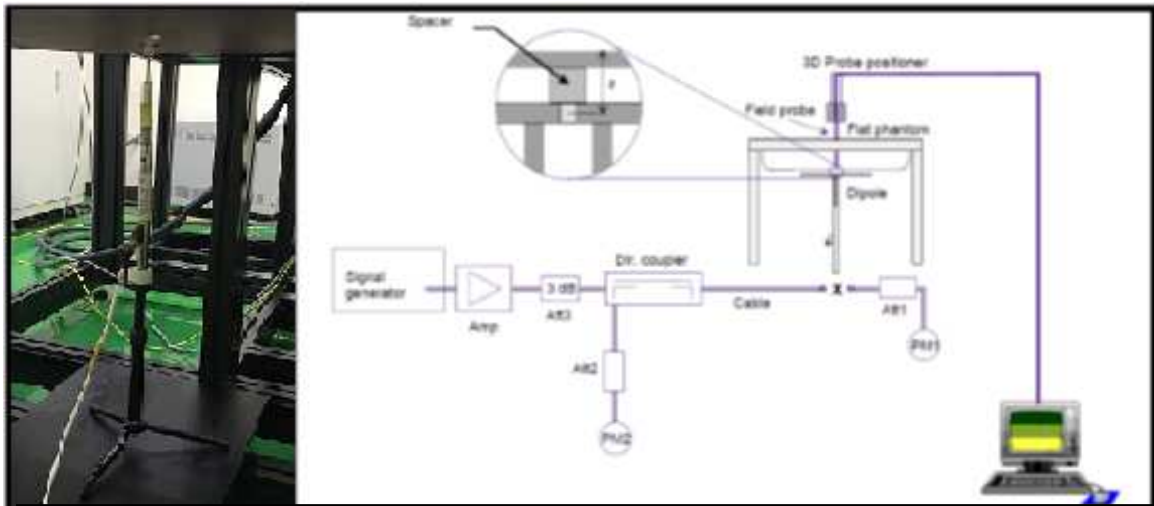 Spacer
3D Probe positioner
Field probe
Flat phantom
Dipole
Signal
generator
Amp
3 dB
Att3
Dir. coupler
Cable
x
Att1
PM1
Att2
PM2